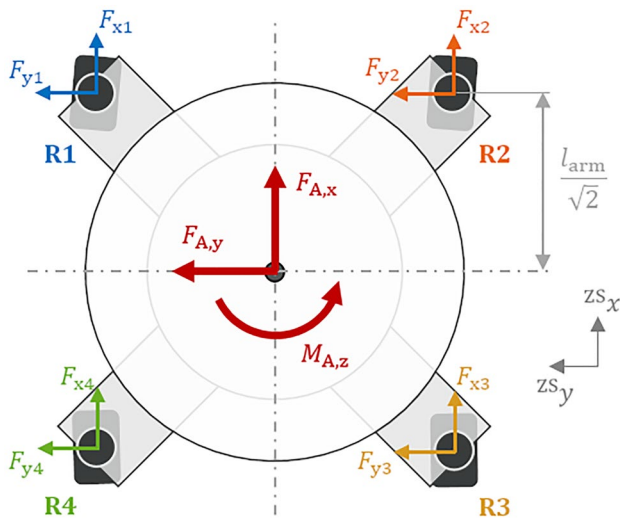 F_x1
F_x2
F_y1
F_y2
R1
R2
l_arm
√2
F_A,x
F_A,y
zs_x
M_A,z
zs_y
F_x4
F_x3
F_y4
F_y3
R4
R3